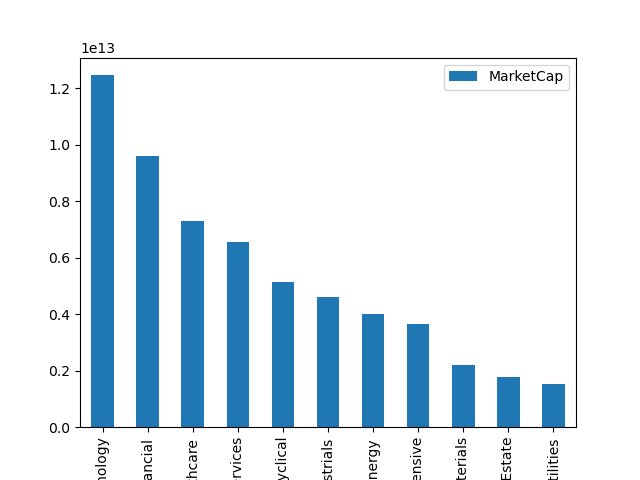 1e13
MarketCap
1.2
1.0
0.8
0.6
0.4
0.2
0.0
nology
ancial
thcare
rvices
yclical
strials
nergy
ensive
terials
Estate
tilities